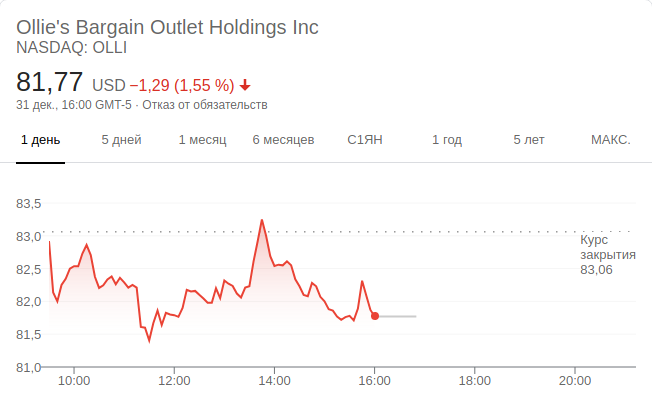 Ollie's Bargain Outlet Holdings Inc
NASDAQ: OLLI
81,77 USD −1,29 (1,55 %)
31 дек., 16:00 GMT-5 · Отказ от обязательств
1 день 5 дней 1 месяц 6 месяцев С1ЯН 1 год 5 лет МАКС.
83,5
83,0
Курс
закрытия
83,06
82,5
82,0
81,5
81,0
10:00 12:00 14:00 16:00 18:00 20:00